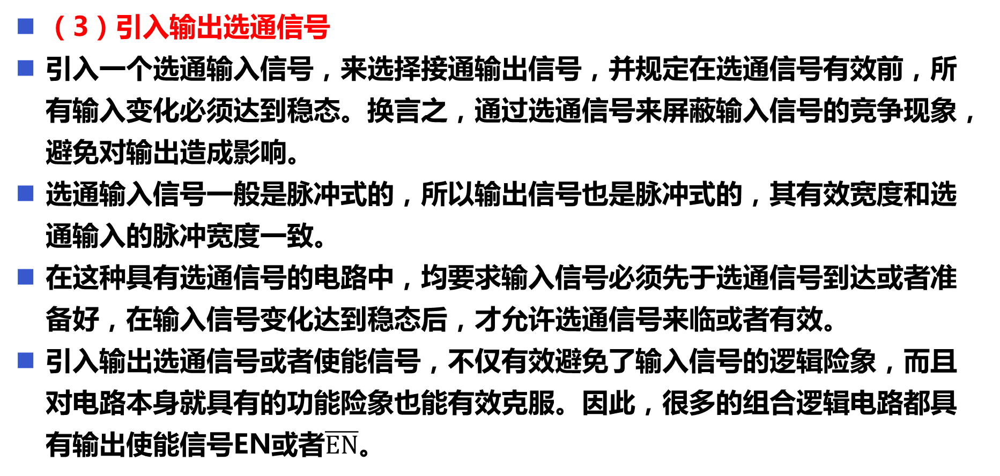 （3）引入输出选通信号
引入一个选通输入信号，来选择接通输出信号，并规定在选通信号有效前，所
有输入变化必须达到稳态。换言之，通过选通信号来屏蔽输入信号的竞争现象，
避免对输出造成影响。
选通输入信号一般是脉冲式的，所以输出信号也是脉冲式的，其有效宽度和选
通输入的脉冲宽度一致。
在这种具有选通信号的电路中，均要求输入信号必须先于选通信号到达或者准
备好，在输入信号变化达到稳态后，才允许选通信号来临或者有效。
引入输出选通信号或者使能信号，不仅有效避免了输入信号的逻辑险象，而且
对电路本身就具有的功能险象也能有效克服。因此，很多的组合逻辑电路都具
有输出使能信号EN或者E̅N̅。